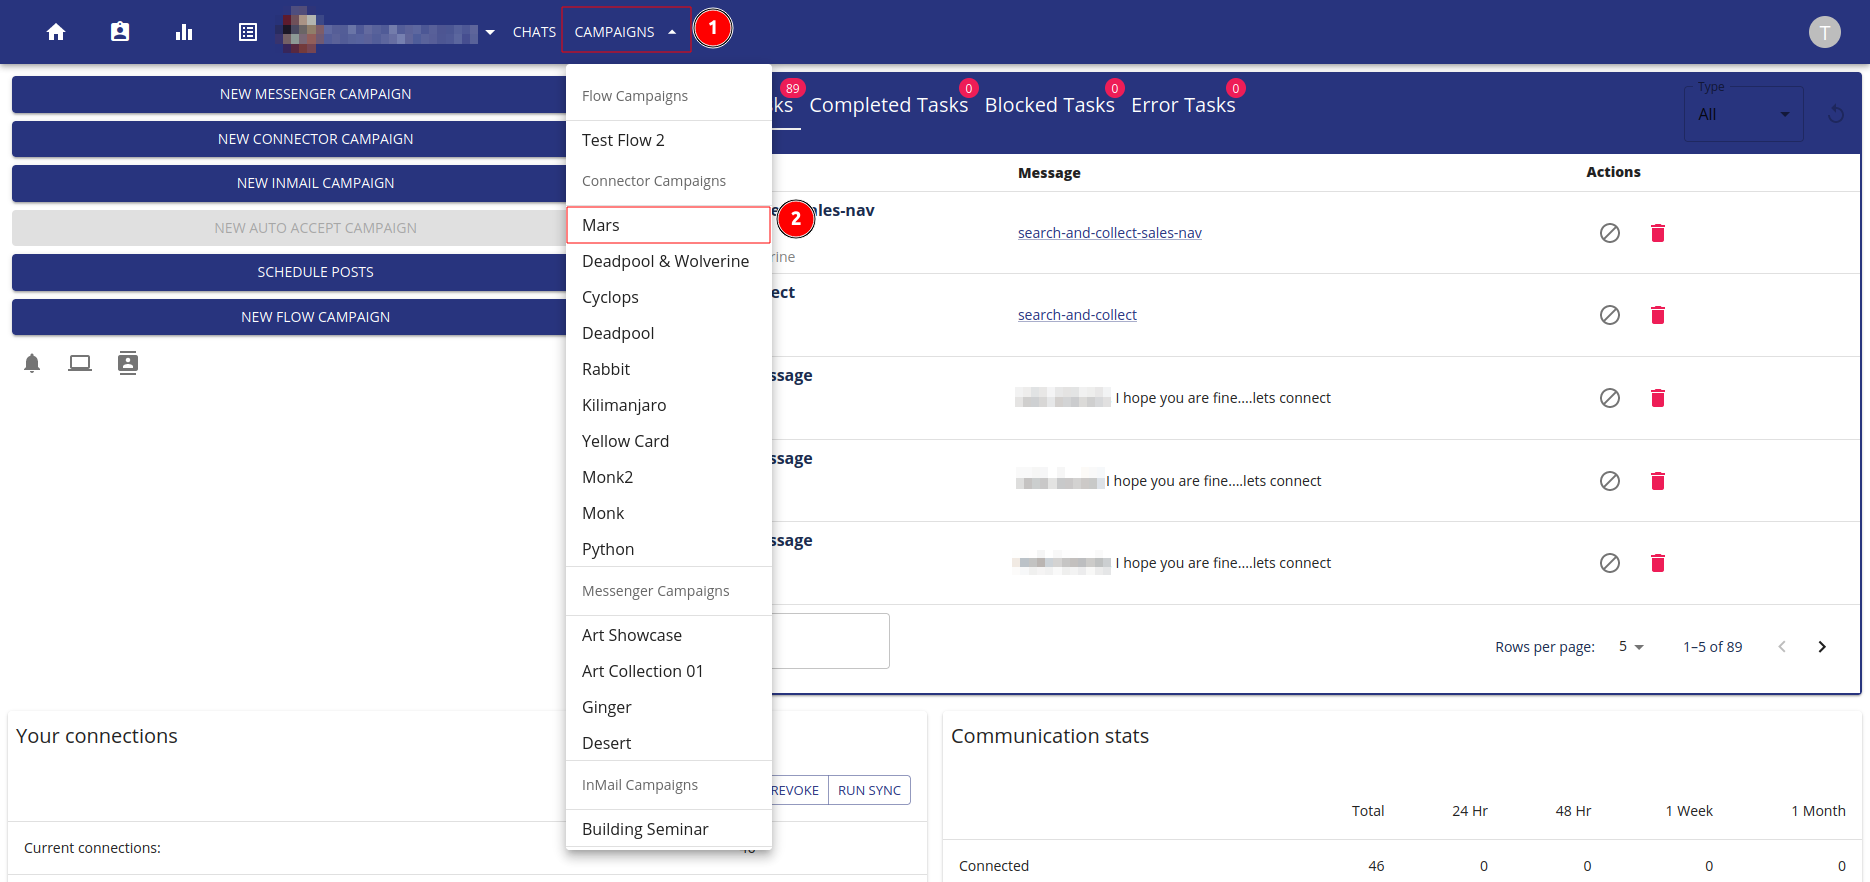 CHATS
CAMPAIGNS
1
T
NEW MESSENGER CAMPAIGN
NEW CONNECTOR CAMPAIGN
NEW INMAIL CAMPAIGN
NEW AUTO ACCEPT CAMPAIGN
SCHEDULE POSTS
NEW FLOW CAMPAIGN
Flow Campaigns
Test Flow 2
Connector Campaigns
Mars
2
Deadpool & Wolverine
Cyclops
Deadpool
Rabbit
Kilimanjaro
Yellow Card
Monk2
Monk
Python
Messenger Campaigns
Art Showcase
Art Collection 01
Ginger
Desert
InMail Campaigns
Building Seminar
ks 89
Completed Tasks 0
Blocked Tasks 0
Error Tasks 0
Type
All
Message
Actions
ales-nav
rine
search-and-collect-sales-nav
ect
search-and-collect
ssage
I hope you are fine....lets connect
ssage
I hope you are fine....lets connect
ssage
I hope you are fine....lets connect
Rows per page: 5 1–5 of 89
Your connections
REVOKE
RUN SYNC
Current connections:
Communication stats
Total 24 Hr 48 Hr 1 Week 1 Month
Connected 46 0 0 0 0